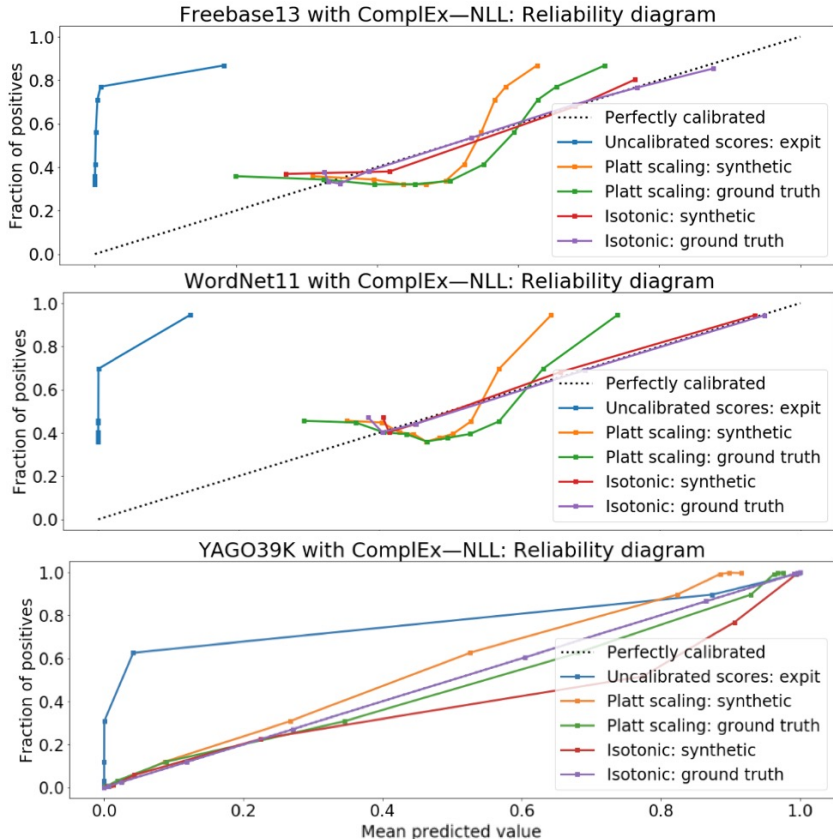 Freebase13 with ComplEx—NLL: Reliability diagram
1.0
0.8
0.6
0.4
0.2
0.0
Fraction of positives
Perfectly calibrated
Uncalibrated scores: expit
Platt scaling: synthetic
Platt scaling: ground truth
Isotonic: synthetic
Isotonic: ground truth
WordNet11 with ComplEx—NLL: Reliability diagram
1.0
0.8
0.6
0.4
0.2
0.0
Fraction of positives
Perfectly calibrated
Uncalibrated scores: expit
Platt scaling: synthetic
Platt scaling: ground truth
Isotonic: synthetic
Isotonic: ground truth
YAGO39K with ComplEx—NLL: Reliability diagram
1.0
0.8
0.6
0.4
0.2
0.0
Fraction of positives
Perfectly calibrated
Uncalibrated scores: expit
Platt scaling: synthetic
Platt scaling: ground truth
Isotonic: synthetic
Isotonic: ground truth
0.0 0.2 0.4 0.6 0.8 1.0
Mean predicted value